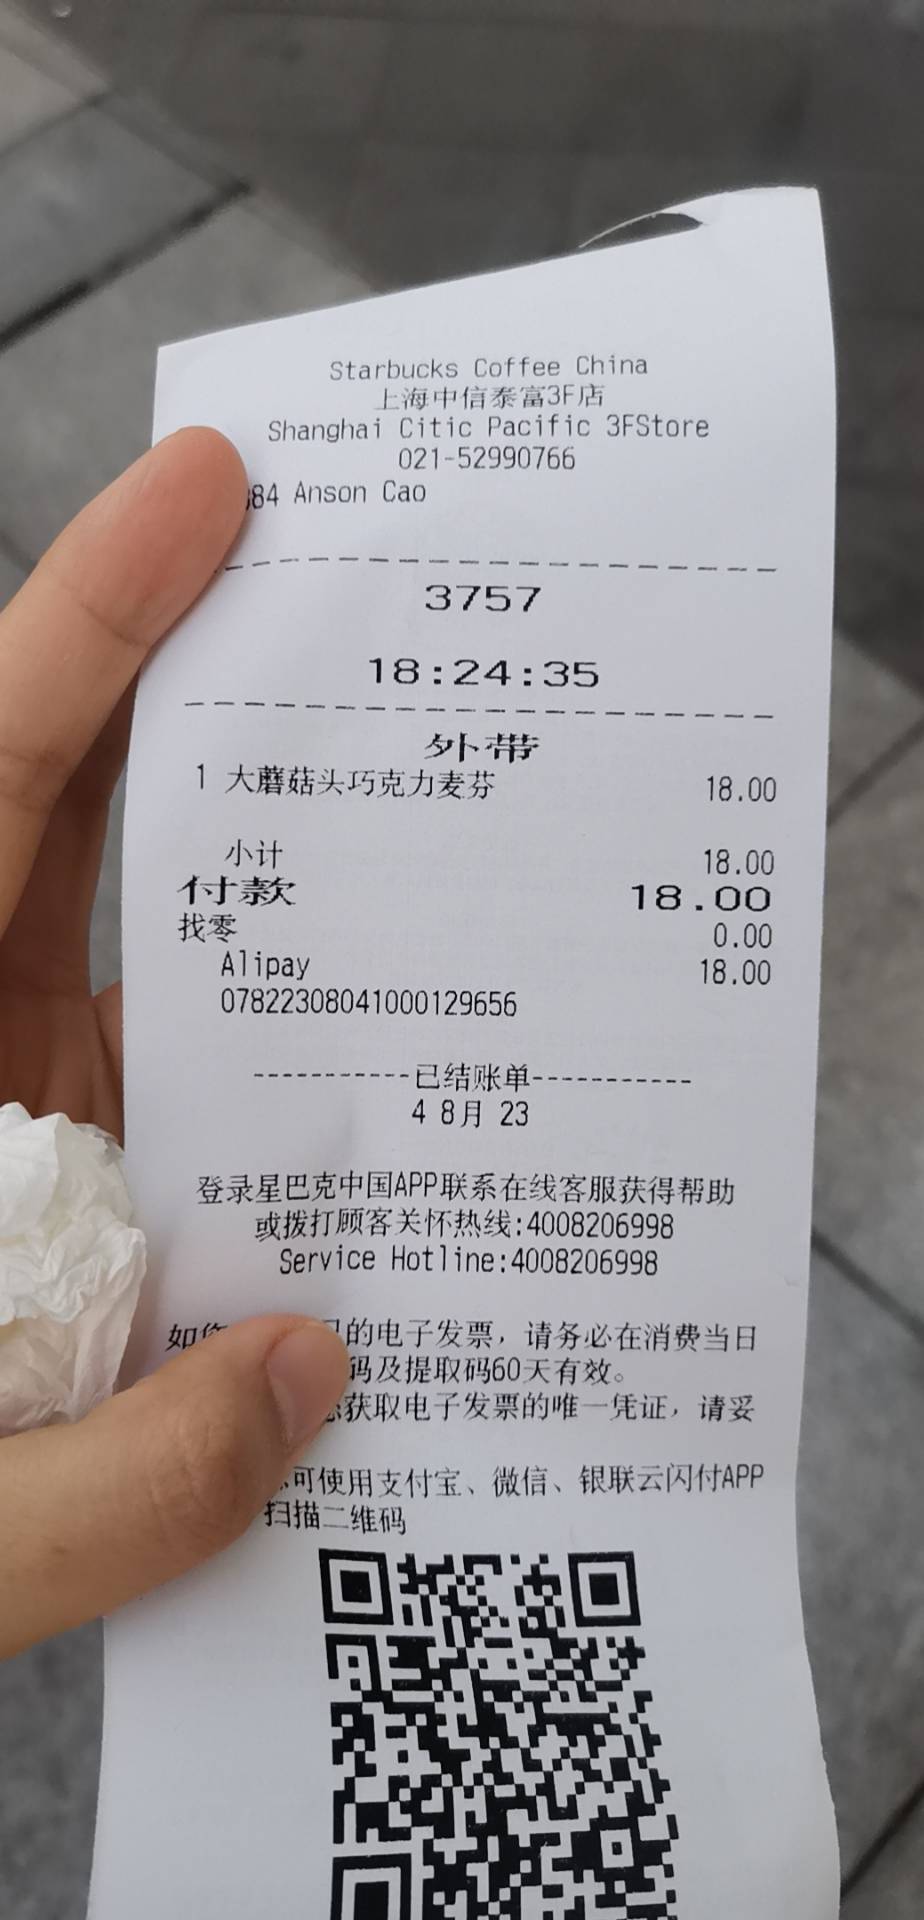 Starbucks Coffee China
上海中信泰富3F店
Shanghai Citic Pacific 3FStore
021-52990766
84 Anson Cao
3757
18:24:35
外带
1 大蘑菇头巧克力麦芬 18.00
小计 18.00
付款 18.00
找零 0.00
Alipay 18.00
07822308041000129656
-----------已结账单-----------
4 8月 23
登录星巴克中国APP联系在线客服获得帮助
或拨打顾客关怀热线:4008206998
Service Hotline:4008206998
如您 的电子发票，请务必在消费当日
码及提取码60天有效。
获取电子发票的唯一凭证，请妥
可使用支付宝、微信、银联云闪付APP
扫描二维码